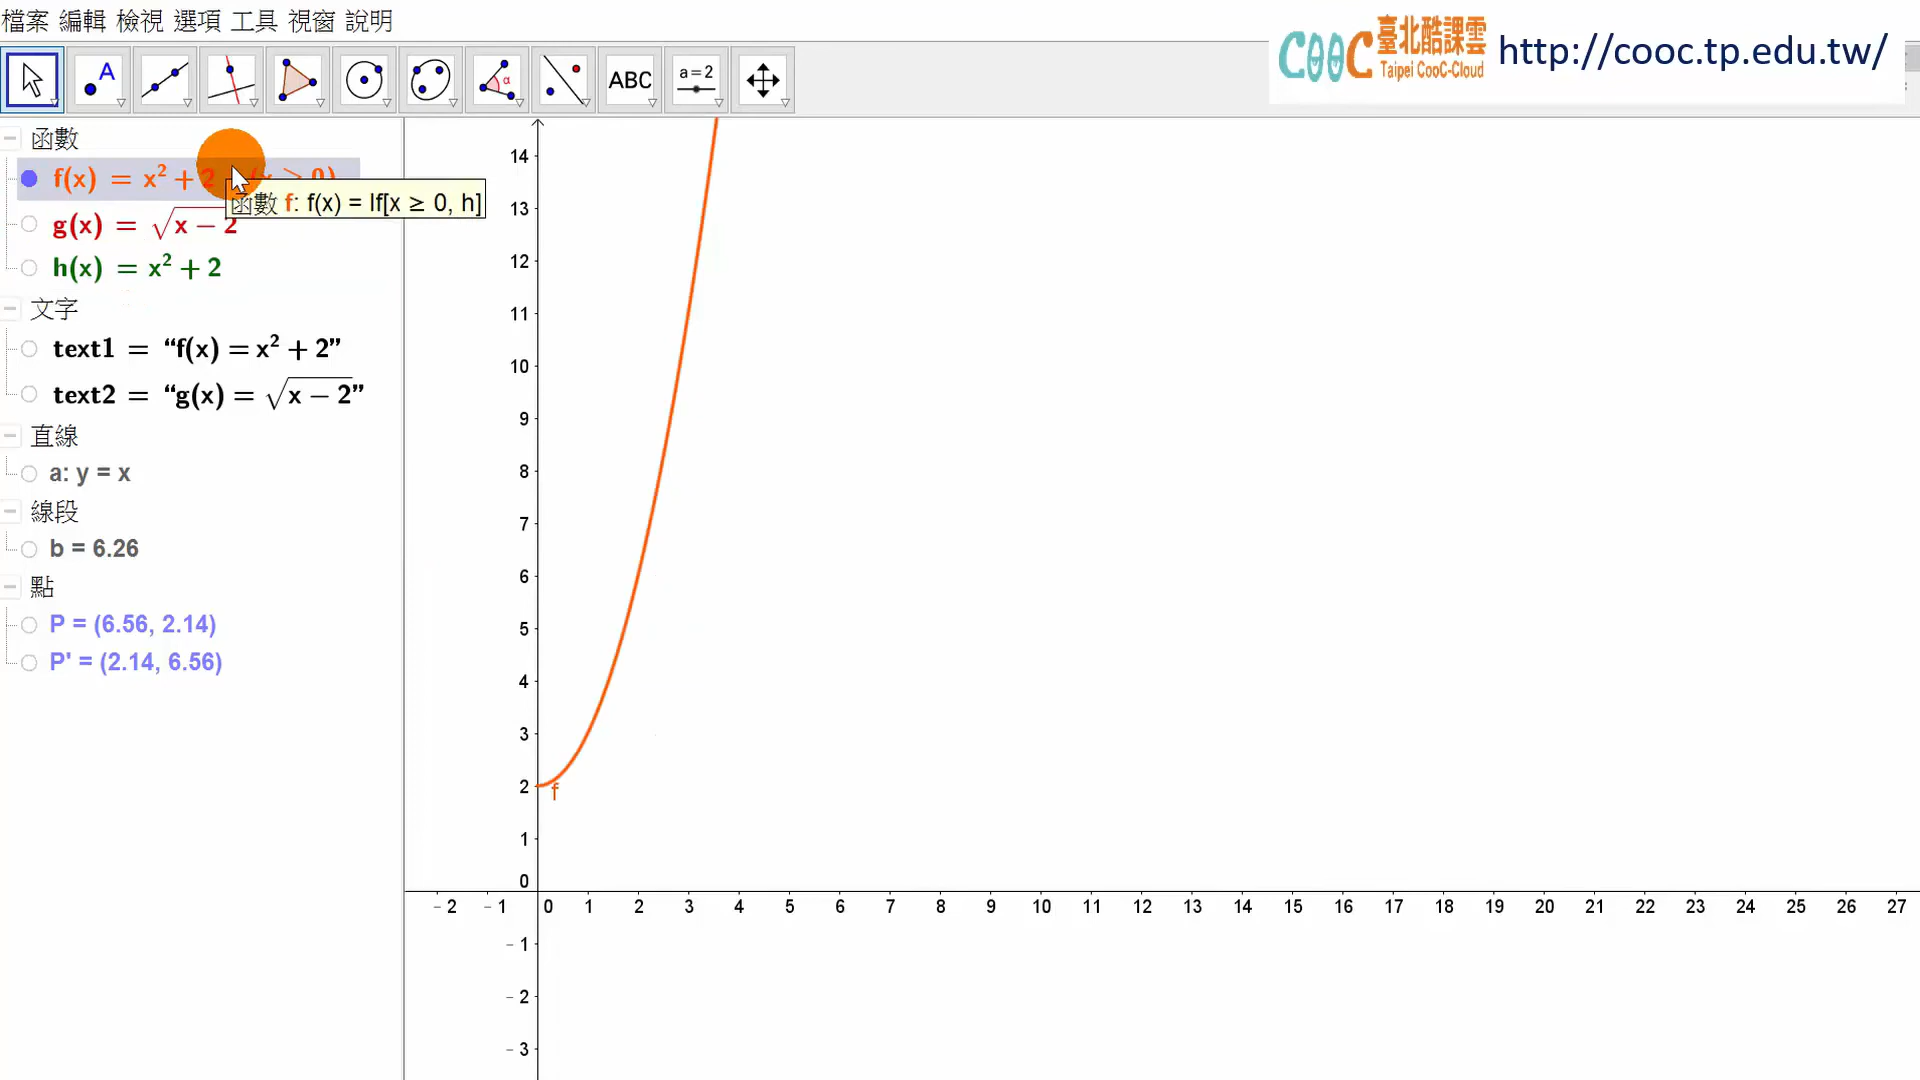 檔案 編輯 檢視 選項 工具 視窗 說明
A
α
ABC
a=2
COOC 臺北酷課雲
Taipei CooC-Cloud
http://cooc.tp.edu.tw/
函數
f(x) = x² + 2 (x ≥ 0)
函數 f: f(x) = If[x ≥ 0, h]
g(x) = √x − 2
h(x) = x² + 2
文字
text1 = “f(x) = x² + 2”
text2 = “g(x) = √x − 2”
直線
a: y = x
線段
b = 6.26
點
P = (6.56, 2.14)
P' = (2.14, 6.56)
14
13
12
11
10
9
8
7
6
5
4
3
2
f
1
0
−2 −1 0 1 2 3 4 5 6 7 8 9 10 11 12 13 14 15 16 17 18 19 20 21 22 23 24 25 26 27
−1
−2
−3